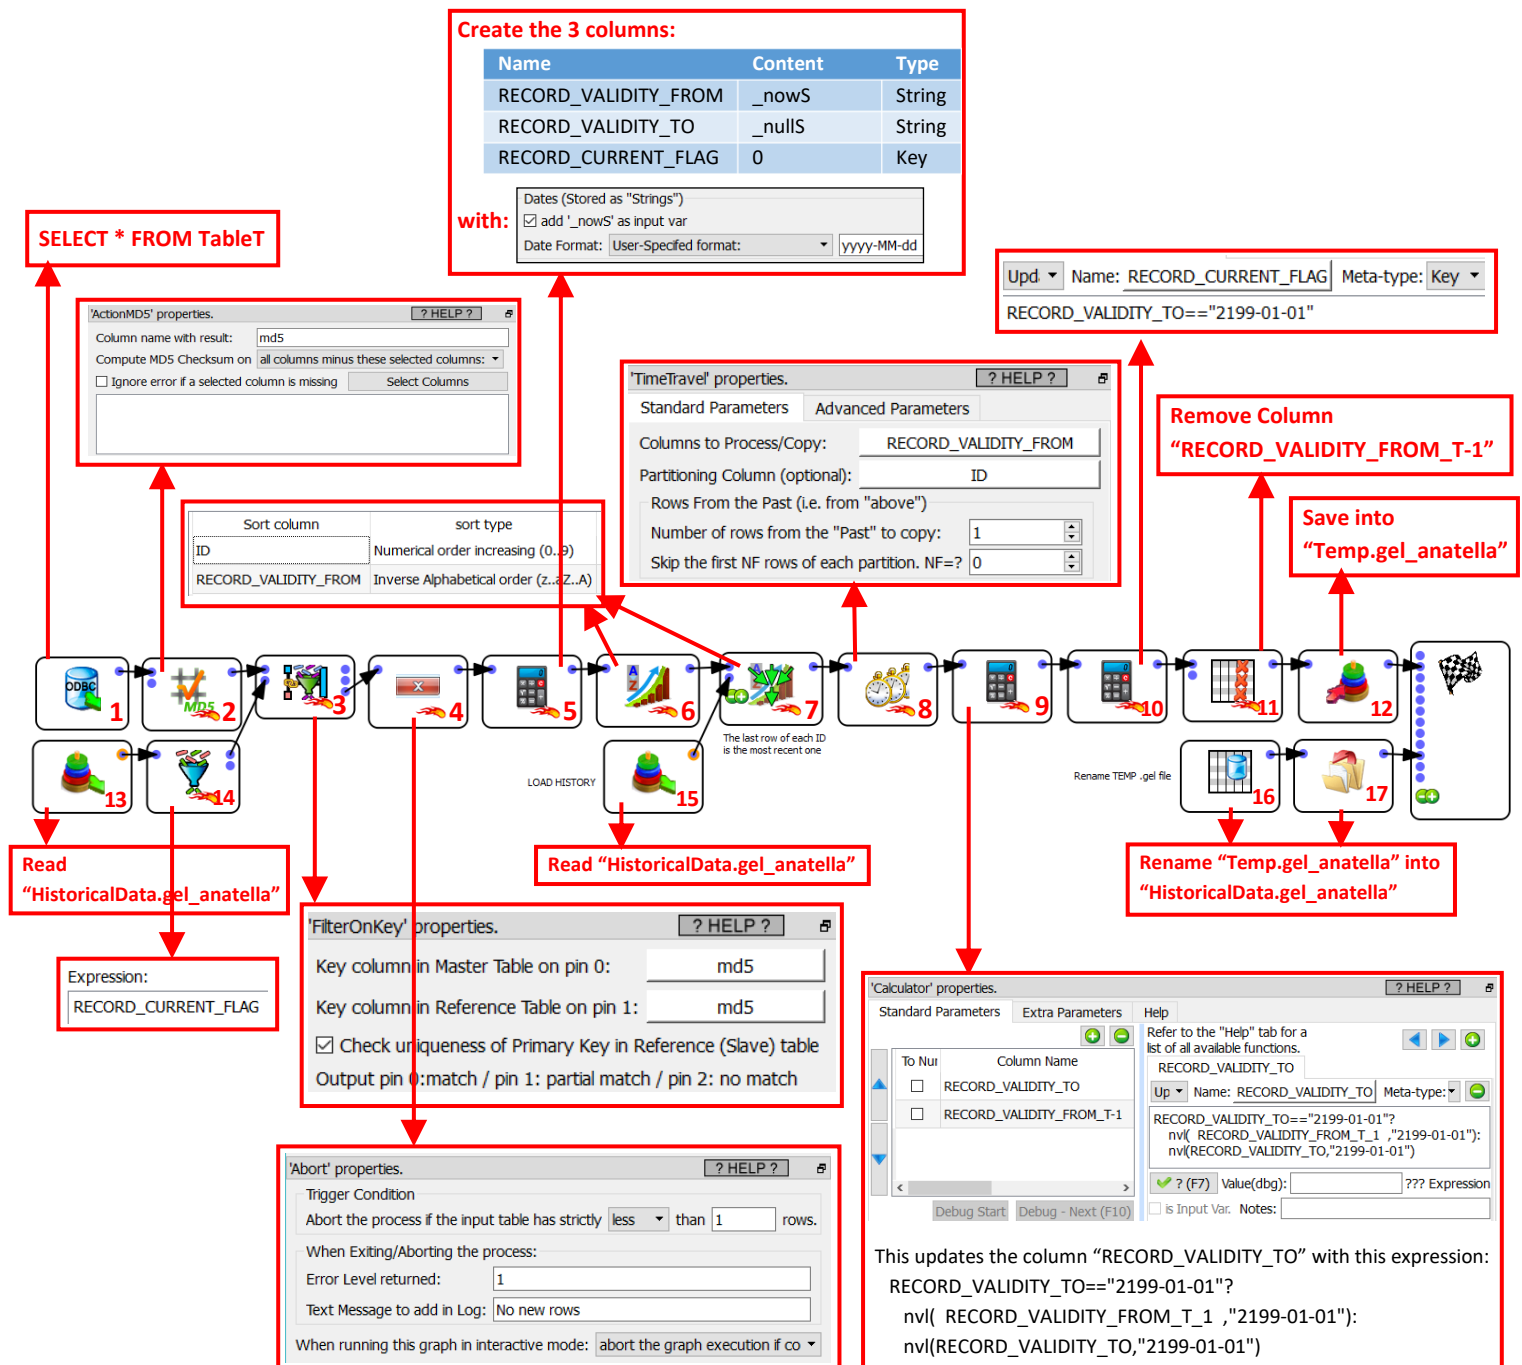 Create the 3 columns:
Name Content Type
RECORD_VALIDITY_FROM _nowS String
RECORD_VALIDITY_TO _nullS String
RECORD_CURRENT_FLAG 0 Key
with:
Dates (Stored as "Strings")
add '_nowS' as input var
Date Format: User-Specifed format: yyyy-MM-dd
SELECT * FROM TableT
'ActionMD5' properties. ? HELP ?
Column name with result: md5
Compute MD5 Checksum on all columns minus these selected columns:
Ignore error if a selected column is missing Select Columns
Upd Name: RECORD_CURRENT_FLAG Meta-type: Key
RECORD_VALIDITY_TO=="2199-01-01"
'TimeTravel' properties. ? HELP ?
Standard Parameters Advanced Parameters
Columns to Process/Copy: RECORD_VALIDITY_FROM
Partitioning Column (optional): ID
Rows From the Past (i.e. from "above")
Number of rows from the "Past" to copy: 1
Skip the first NF rows of each partition. NF=? 0
Remove Column
“RECORD_VALIDITY_FROM_T-1”
Save into
“Temp.gel_anatella”
Sort column sort type
ID Numerical order increasing (0..9)
RECORD_VALIDITY_FROM Inverse Alphabetical order (z..aZ..A)
ODBC 1
MD5 2
3
4
5
6
7
8
9
10
11
12
The last row of each ID
is the most recent one
13
14
LOAD HISTORY
15
Rename TEMP .gel file
16
17
Read
“HistoricalData.gel_anatella”
Read “HistoricalData.gel_anatella”
Rename “Temp.gel_anatella” into
“HistoricalData.gel_anatella”
Expression:
RECORD_CURRENT_FLAG
'FilterOnKey' properties. ? HELP ?
Key column in Master Table on pin 0: md5
Key column in Reference Table on pin 1: md5
Check uniqueness of Primary Key in Reference (Slave) table
Output pin 0:match / pin 1: partial match / pin 2: no match
'Abort' properties. ? HELP ?
Trigger Condition
Abort the process if the input table has strictly less than 1 rows.
When Exiting/Aborting the process:
Error Level returned: 1
Text Message to add in Log: No new rows
When running this graph in interactive mode: abort the graph execution if co
'Calculator' properties. ? HELP ?
Standard Parameters Extra Parameters Help
Refer to the "Help" tab for a
list of all available functions.
To Nur Column Name
RECORD_VALIDITY_TO
RECORD_VALIDITY_FROM_T-1
Debug Start Debug - Next (F10)
RECORD_VALIDITY_TO
Up Name: RECORD_VALIDITY_TO Meta-type:
RECORD_VALIDITY_TO=="2199-01-01"?
nvl( RECORD_VALIDITY_FROM_T_1 ,"2199-01-01"):
nvl(RECORD_VALIDITY_TO,"2199-01-01")
? (F7) Value(dbg): ??? Expression
is Input Var. Notes:
This updates the column “RECORD_VALIDITY_TO” with this expression:
RECORD_VALIDITY_TO=="2199-01-01"?
nvl( RECORD_VALIDITY_FROM_T_1 ,"2199-01-01"):
nvl(RECORD_VALIDITY_TO,"2199-01-01")